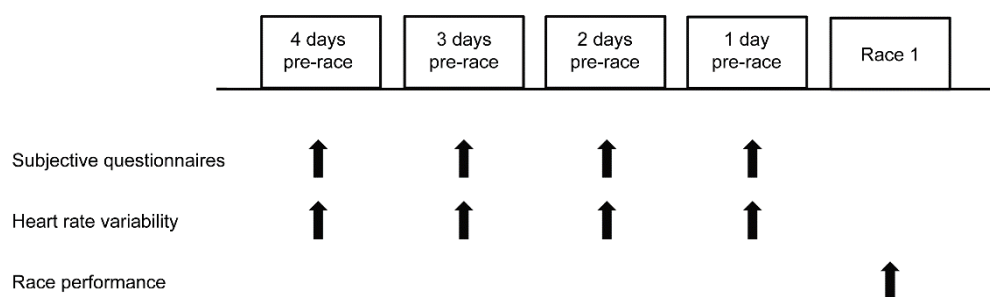 4 days
pre-race
3 days
pre-race
2 days
pre-race
1 day
pre-race
Race 1
Subjective questionnaires
Heart rate variability
Race performance